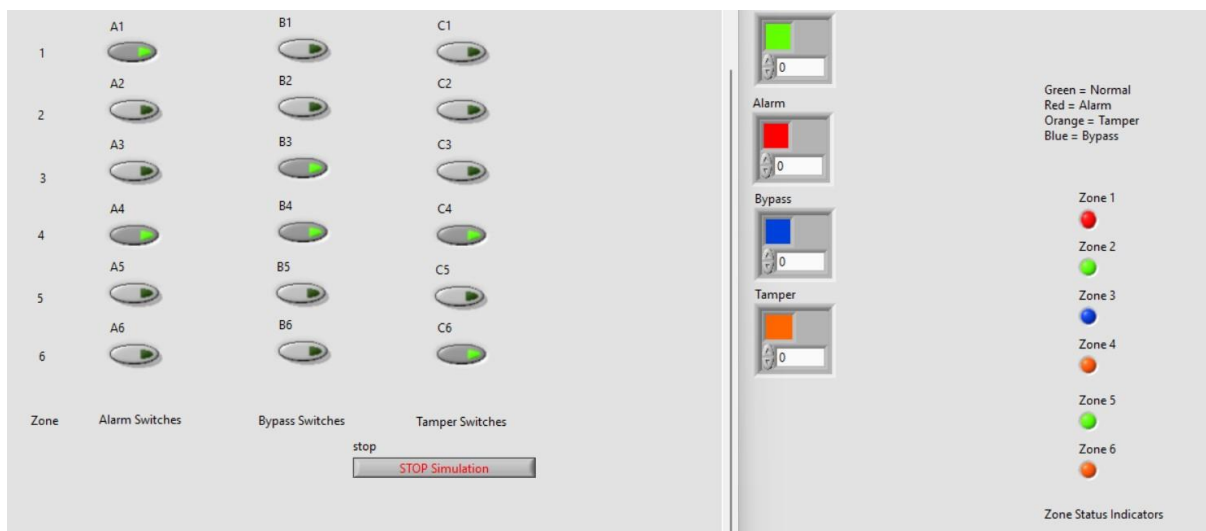 A1 B1 C1
1
A2 B2 C2
2
A3 B3 C3
3
A4 B4 C4
4
A5 B5 C5
5
A6 B6 C6
6
Zone Alarm Switches Bypass Switches Tamper Switches
stop
STOP Simulation
0
Alarm
0
Bypass
0
Tamper
0
Green = Normal
Red = Alarm
Orange = Tamper
Blue = Bypass
Zone 1
Zone 2
Zone 3
Zone 4
Zone 5
Zone 6
Zone Status Indicators